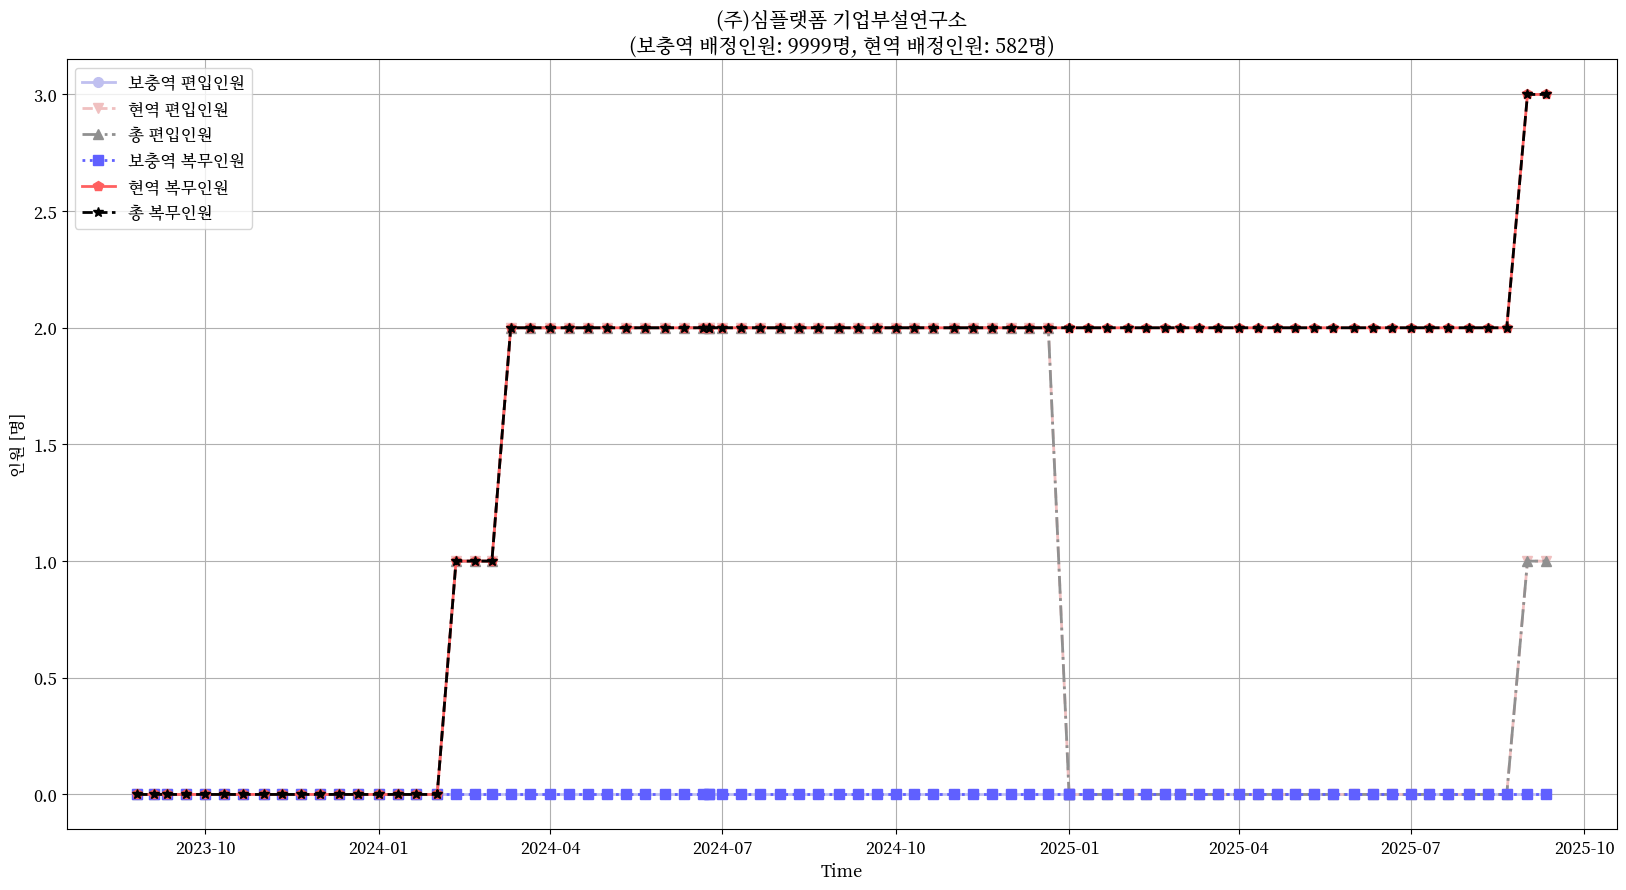 (주)심플랫폼 기업부설연구소
(보충역 배정인원: 9999명, 현역 배정인원: 582명)
보충역 편입인원
현역 편입인원
총 편입인원
보충역 복무인원
현역 복무인원
총 복무인원
3.0
2.5
2.0
1.5
1.0
0.5
0.0
인원 [명]
2023-10
2024-01
2024-04
2024-07
2024-10
2025-01
2025-04
2025-07
2025-10
Time